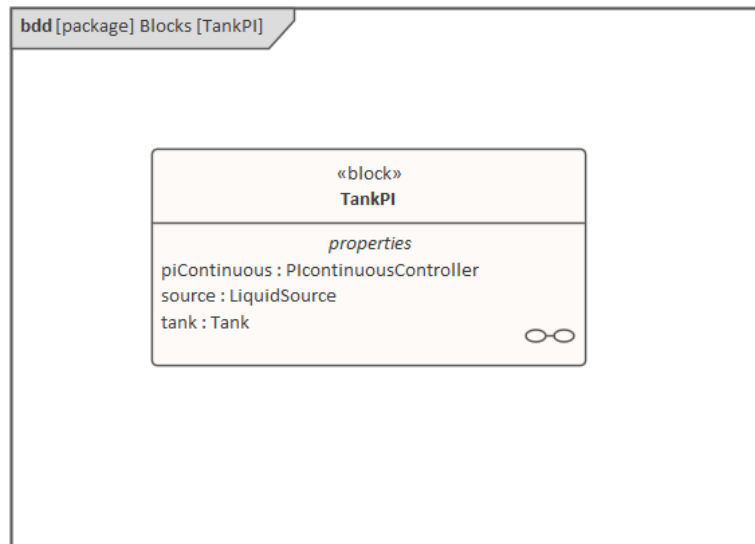 bdd [package] Blocks [TankPI]
«block»
TankPI
properties
piContinuous : PIcontinuousController
source : LiquidSource
tank : Tank